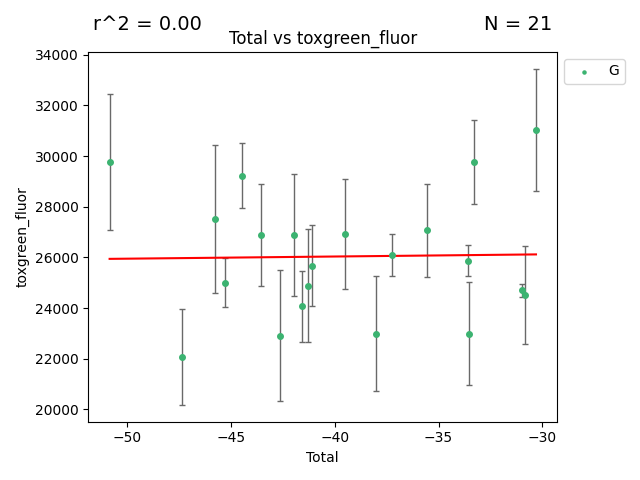 r^2 = 0.00
N = 21
Total vs toxgreen_fluor
G
34000
32000
30000
28000
26000
24000
22000
20000
toxgreen_fluor
−50
−45
−40
−35
−30
Total